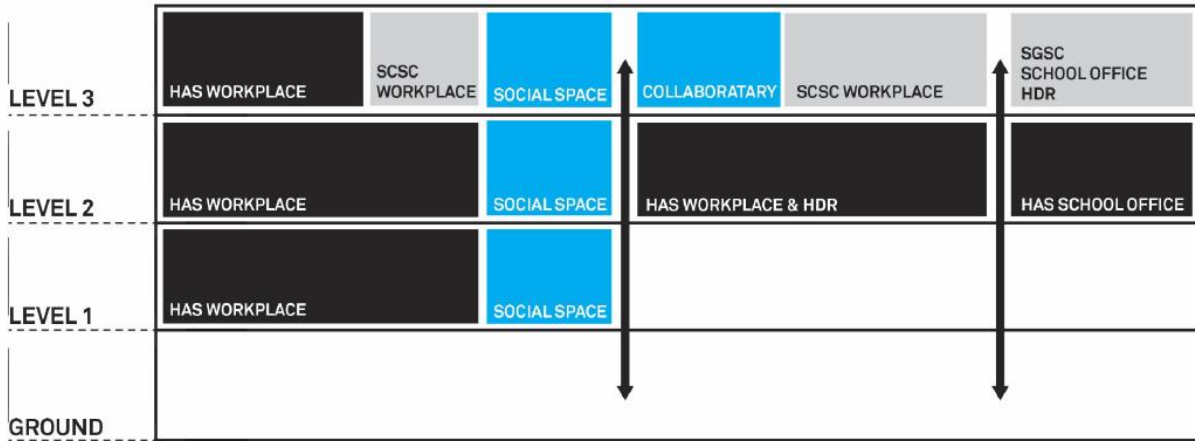 LEVEL 3
HAS WORKPLACE
SCSC
WORKPLACE
SOCIAL SPACE
COLLABORATARY
SCSC WORKPLACE
SGSC
SCHOOL OFFICE
HDR
LEVEL 2
HAS WORKPLACE
SOCIAL SPACE
HAS WORKPLACE & HDR
HAS SCHOOL OFFICE
LEVEL 1
HAS WORKPLACE
SOCIAL SPACE
GROUND